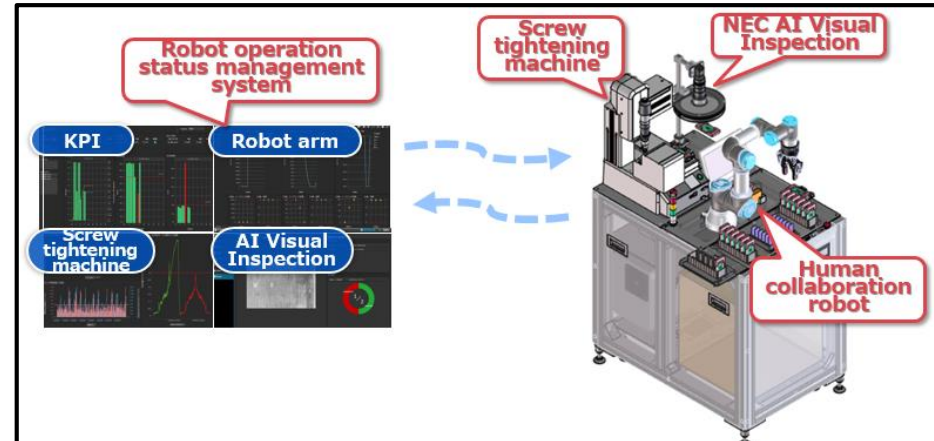 Robot operation
status management
system
Screw
tightening
machine
NEC AI Visual
Inspection
KPI
Robot arm
Screw
tightening
machine
AI Visual
Inspection
Human
collaboration
robot